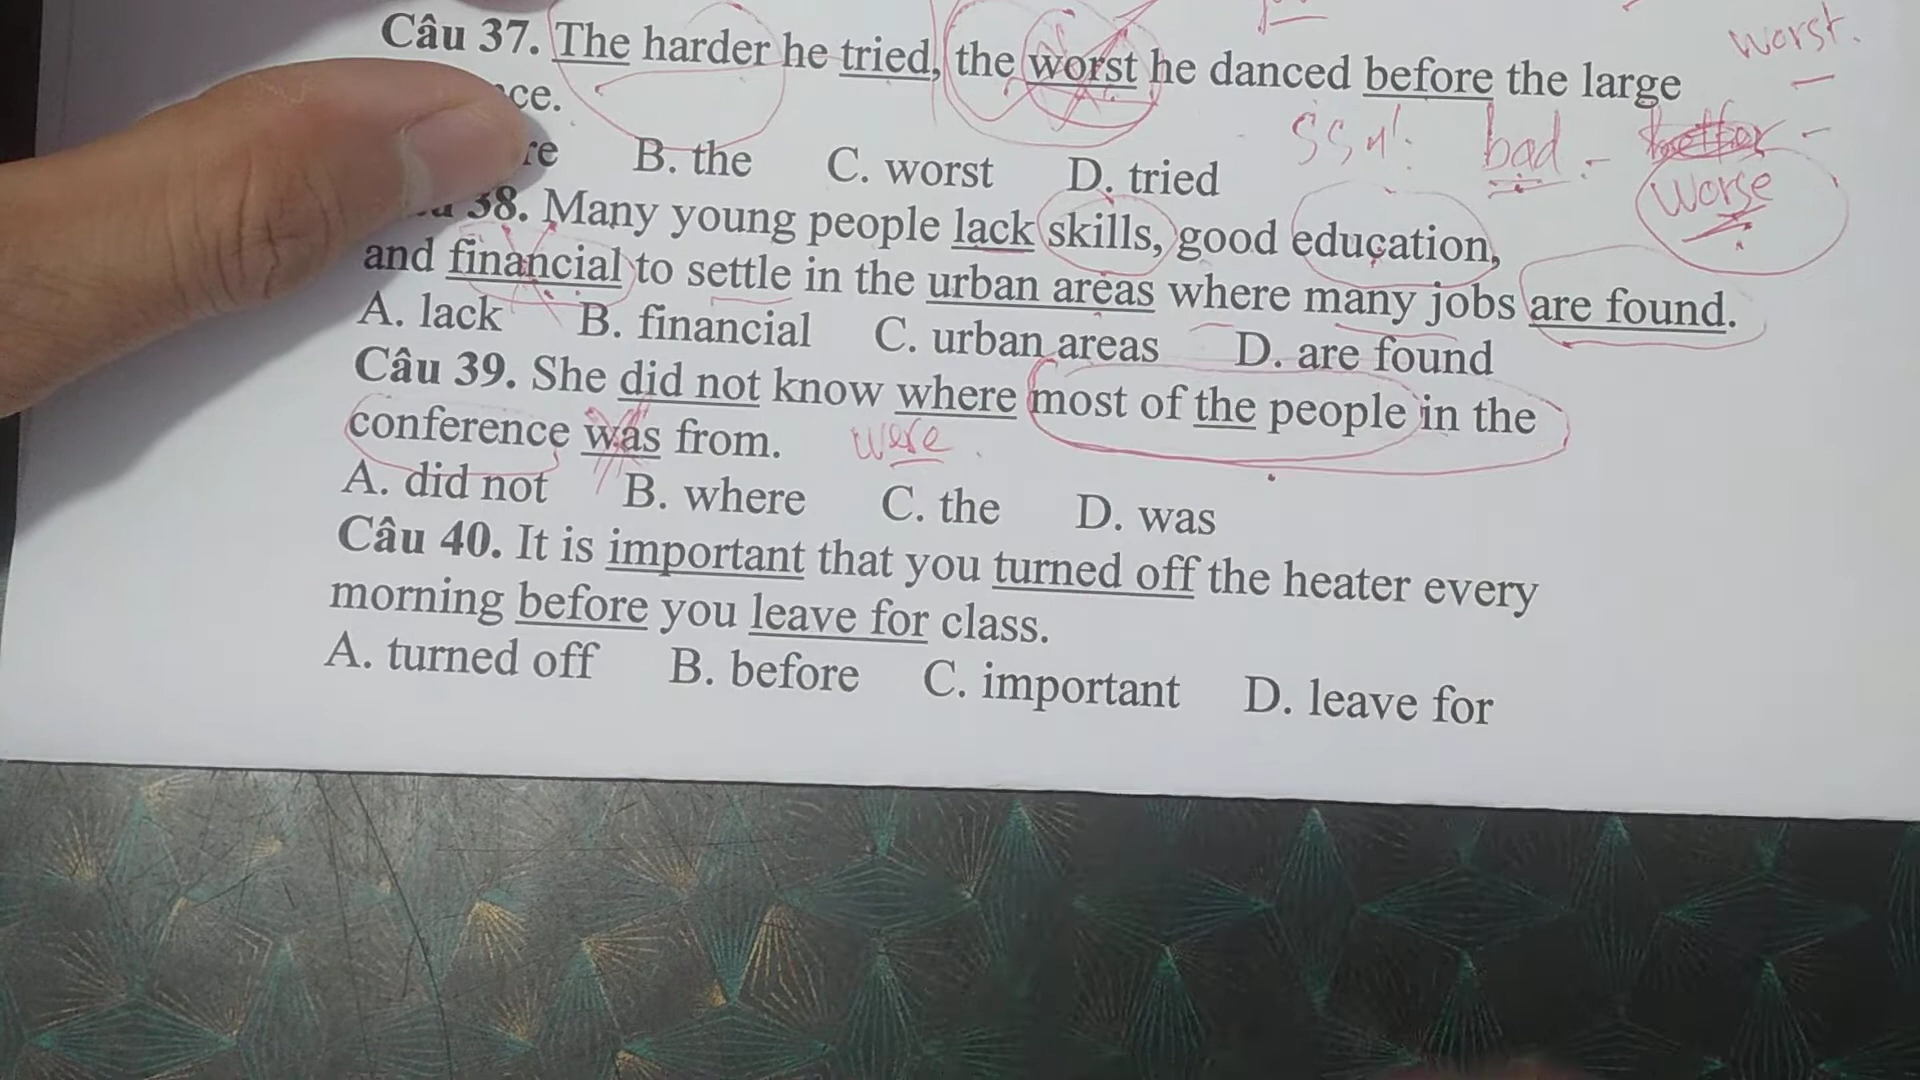 Câu 37. The harder he tried, the worst he danced before the large
worst.
B. the C. worst D. tried
SSn': bad - better -
worse
38. Many young people lack skills, good education,
and financial to settle in the urban areas where many jobs are found.
A. lack B. financial C. urban areas D. are found
Câu 39. She did not know where most of the people in the
conference was from. were
A. did not B. where C. the D. was
Câu 40. It is important that you turned off the heater every
morning before you leave for class.
A. turned off B. before C. important D. leave for